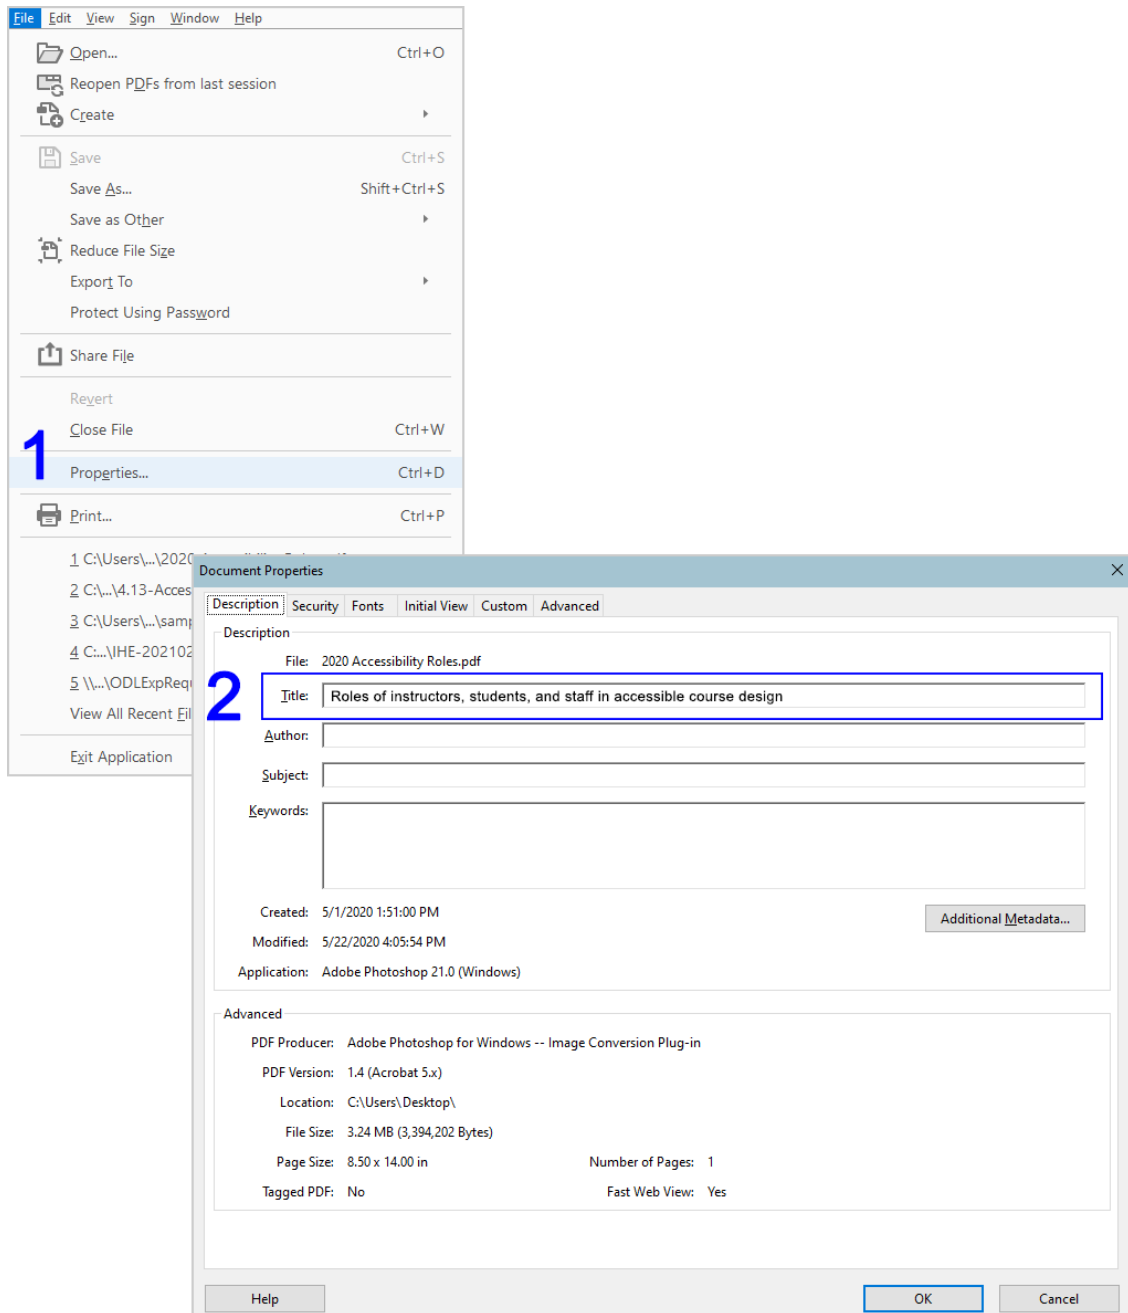 File Edit View Sign Window Help
Open... Ctrl+O
Reopen PDFs from last session
Create
Save Ctrl+S
Save As... Shift+Ctrl+S
Save as Other
Reduce File Size
Export To
Protect Using Password
Share File
Revert
Close File Ctrl+W
1
Properties... Ctrl+D
Print... Ctrl+P
1 C:\Users\...\2020
2 C:\...\4.13-Acces
3 C:\Users\...\samp
4 C:...\IHE-202102
5 \\...\ODLExpReq
View All Recent Fil
Exit Application
Document Properties
Description Security Fonts Initial View Custom Advanced
Description
File: 2020 Accessibility Roles.pdf
2
Title: Roles of instructors, students, and staff in accessible course design
Author:
Subject:
Keywords:
Created: 5/1/2020 1:51:00 PM
Additional Metadata...
Modified: 5/22/2020 4:05:54 PM
Application: Adobe Photoshop 21.0 (Windows)
Advanced
PDF Producer: Adobe Photoshop for Windows -- Image Conversion Plug-in
PDF Version: 1.4 (Acrobat 5.x)
Location: C:\Users\Desktop\
File Size: 3.24 MB (3,394,202 Bytes)
Page Size: 8.50 x 14.00 in Number of Pages: 1
Tagged PDF: No Fast Web View: Yes
Help OK Cancel